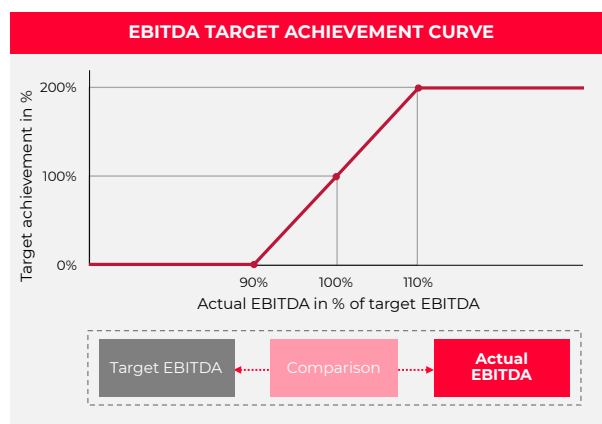 EBITDA TARGET ACHIEVEMENT CURVE
Target achievement in %
200%
100%
0%
90%
100%
110%
Actual EBITDA in % of target EBITDA
Target EBITDA
Comparison
Actual
EBITDA